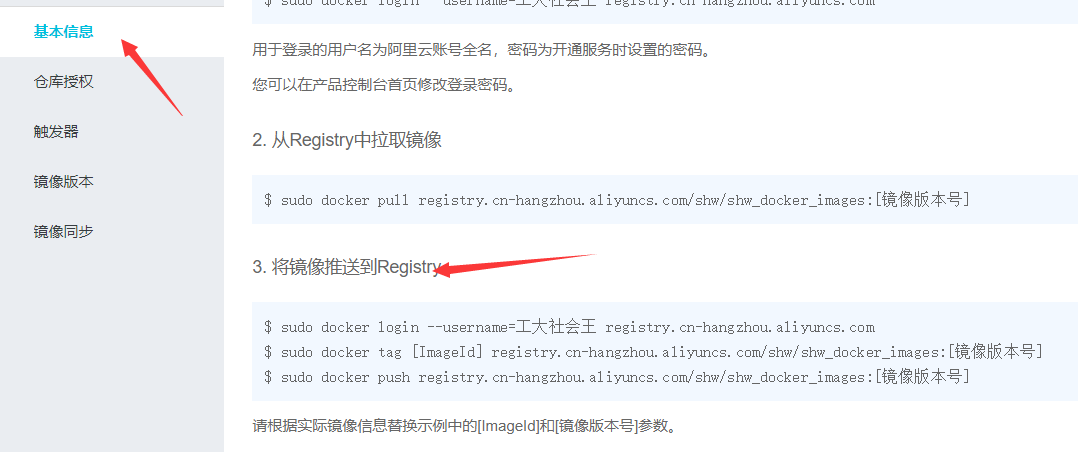 基本信息
仓库授权
触发器
镜像版本
镜像同步
$ sudo docker login --username=工大社会王 registry.cn-hangzhou.aliyuncs.com
用于登录的用户名为阿里云账号全名，密码为开通服务时设置的密码。
您可以在产品控制台首页修改登录密码。
2. 从Registry中拉取镜像
$ sudo docker pull registry.cn-hangzhou.aliyuncs.com/shw/shw_docker_images:[镜像版本号]
3. 将镜像推送到Registry
$ sudo docker login --username=工大社会王 registry.cn-hangzhou.aliyuncs.com
$ sudo docker tag [ImageId] registry.cn-hangzhou.aliyuncs.com/shw/shw_docker_images:[镜像版本号]
$ sudo docker push registry.cn-hangzhou.aliyuncs.com/shw/shw_docker_images:[镜像版本号]
请根据实际镜像信息替换示例中的[ImageId]和[镜像版本号]参数。